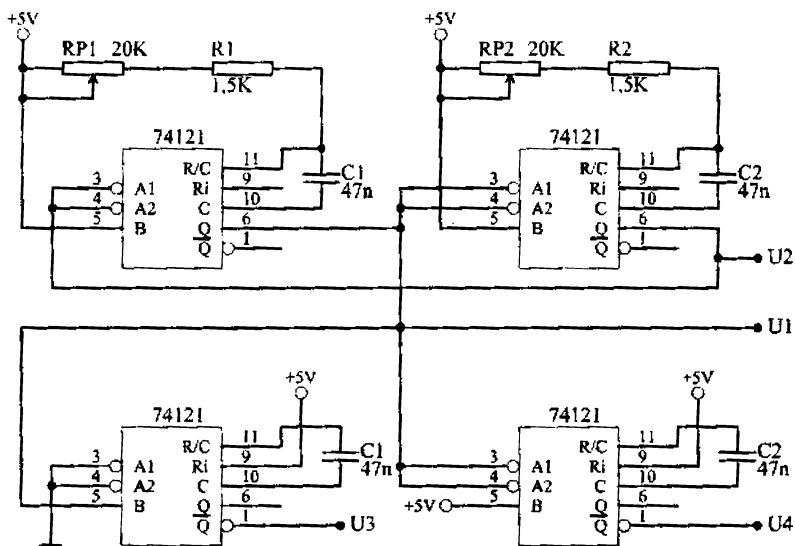 +5V
RP1 20K R1
1,5K
74121
3 A1 R/C 11
4 A2 Ri 9
5 B C 10
Q 6
Q 1
C1
47n
+5V
RP2 20K R2
1,5K
74121
3 A1 R/C 11
4 A2 Ri 9
5 B C 10
Q 6
Q 1
C2
47n
U2
U1
+5V
74121
3 A1 R/C 11
4 A2 Ri 9
5 B C 10
Q 6
Q 1
C1
47n
U3
+5V
74121
3 A1 R/C 11
4 A2 Ri 9
+5V 5 B C 10
Q 6
Q 1
C2
47n
U4